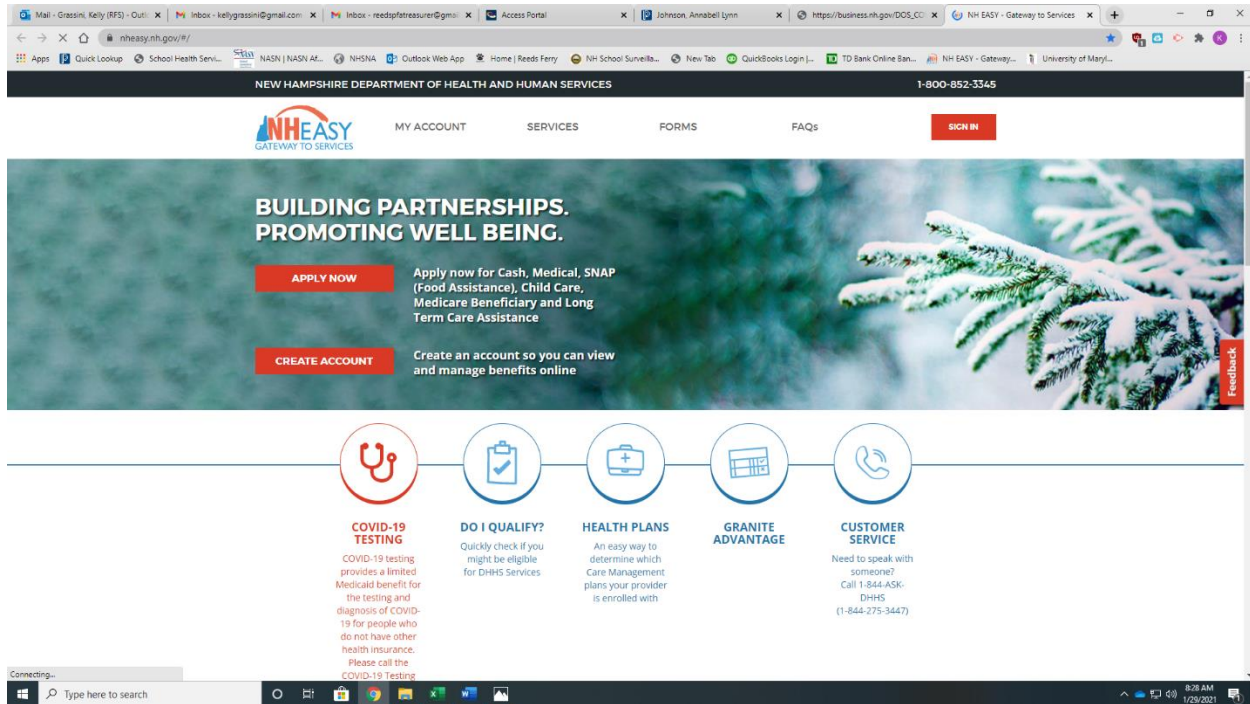 Mail - Grassini, Kelly (RFS) - Outl
Inbox - kellygrassini@gmail.com
Inbox - reedspfatreasurer@gmai
Access Portal
Johnson, Annabell Lynn
https://business.nh.gov/DOS_CO
NH EASY - Gateway to Services
nheasy.nh.gov/#/
Apps
Quick Lookup
School Health Servi...
NASN | NASN Af...
NHSNA
Outlook Web App
Home | Reeds Ferry
NH School Surveilla...
New Tab
QuickBooks Login |...
TD Bank Online Ban...
NH EASY - Gateway...
University of Maryl...
NEW HAMPSHIRE DEPARTMENT OF HEALTH AND HUMAN SERVICES
1-800-852-3345
NHEASY
GATEWAY TO SERVICES
MY ACCOUNT
SERVICES
FORMS
FAQs
SIGN IN
BUILDING PARTNERSHIPS.
PROMOTING WELL BEING.
APPLY NOW
Apply now for Cash, Medical, SNAP
(Food Assistance), Child Care,
Medicare Beneficiary and Long
Term Care Assistance
CREATE ACCOUNT
Create an account so you can view
and manage benefits online
Feedback
COVID-19
TESTING
COVID-19 testing
provides a limited
Medicaid benefit for
the testing and
diagnosis of COVID-
19 for people who
do not have other
health insurance.
Please call the
COVID-19 Testing
DO I QUALIFY?
Quickly check if you
might be eligible
for DHHS Services
HEALTH PLANS
An easy way to
determine which
Care Management
plans your provider
is enrolled with
GRANITE
ADVANTAGE
CUSTOMER
SERVICE
Need to speak with
someone?
Call 1-844-ASK-
DHHS
(1-844-275-3447)
Connecting...
Type here to search
8:28 AM
1/29/2021